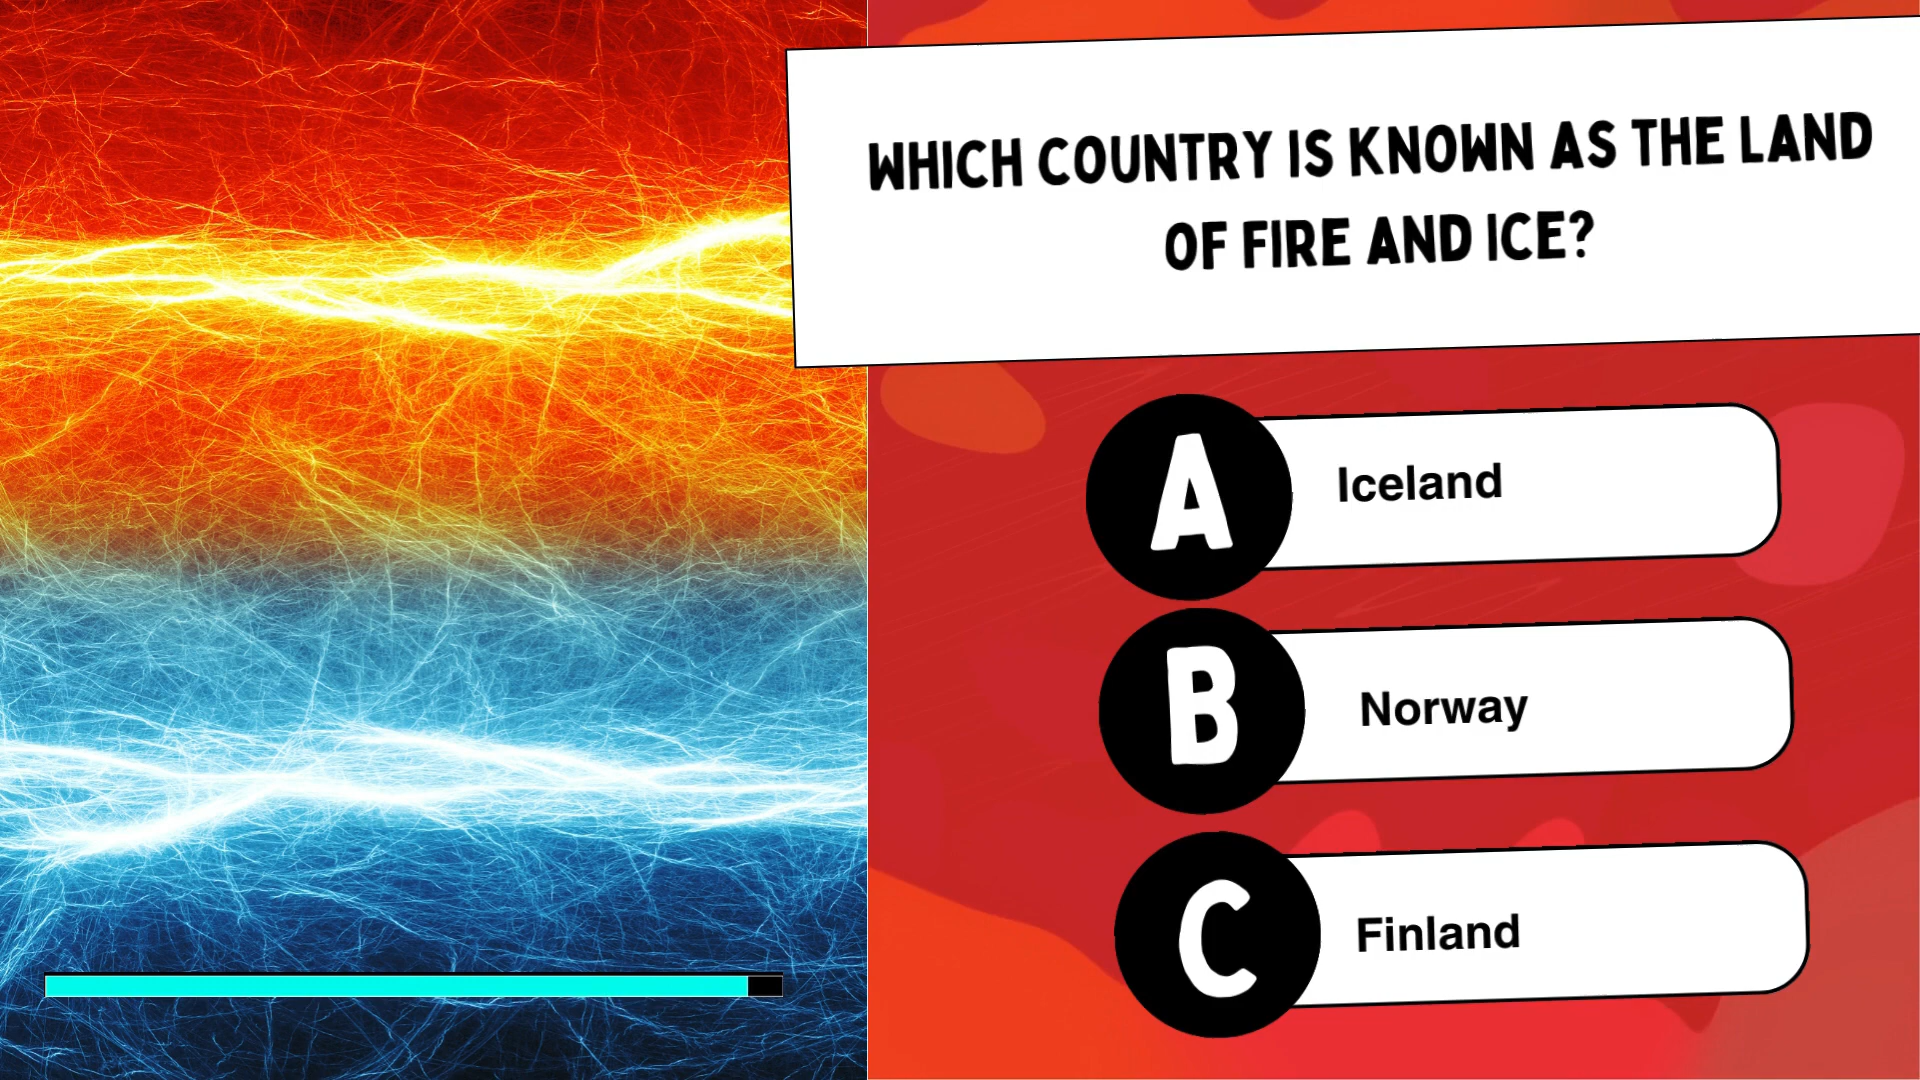 WHICH COUNTRY IS KNOWN AS THE LAND
OF FIRE AND ICE?
A Iceland
B Norway
C Finland